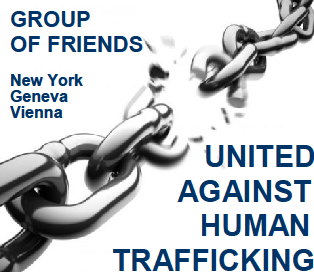 GROUP
OF FRIENDS
New York
Geneva
Vienna
UNITED
AGAINST
HUMAN
TRAFFICKING